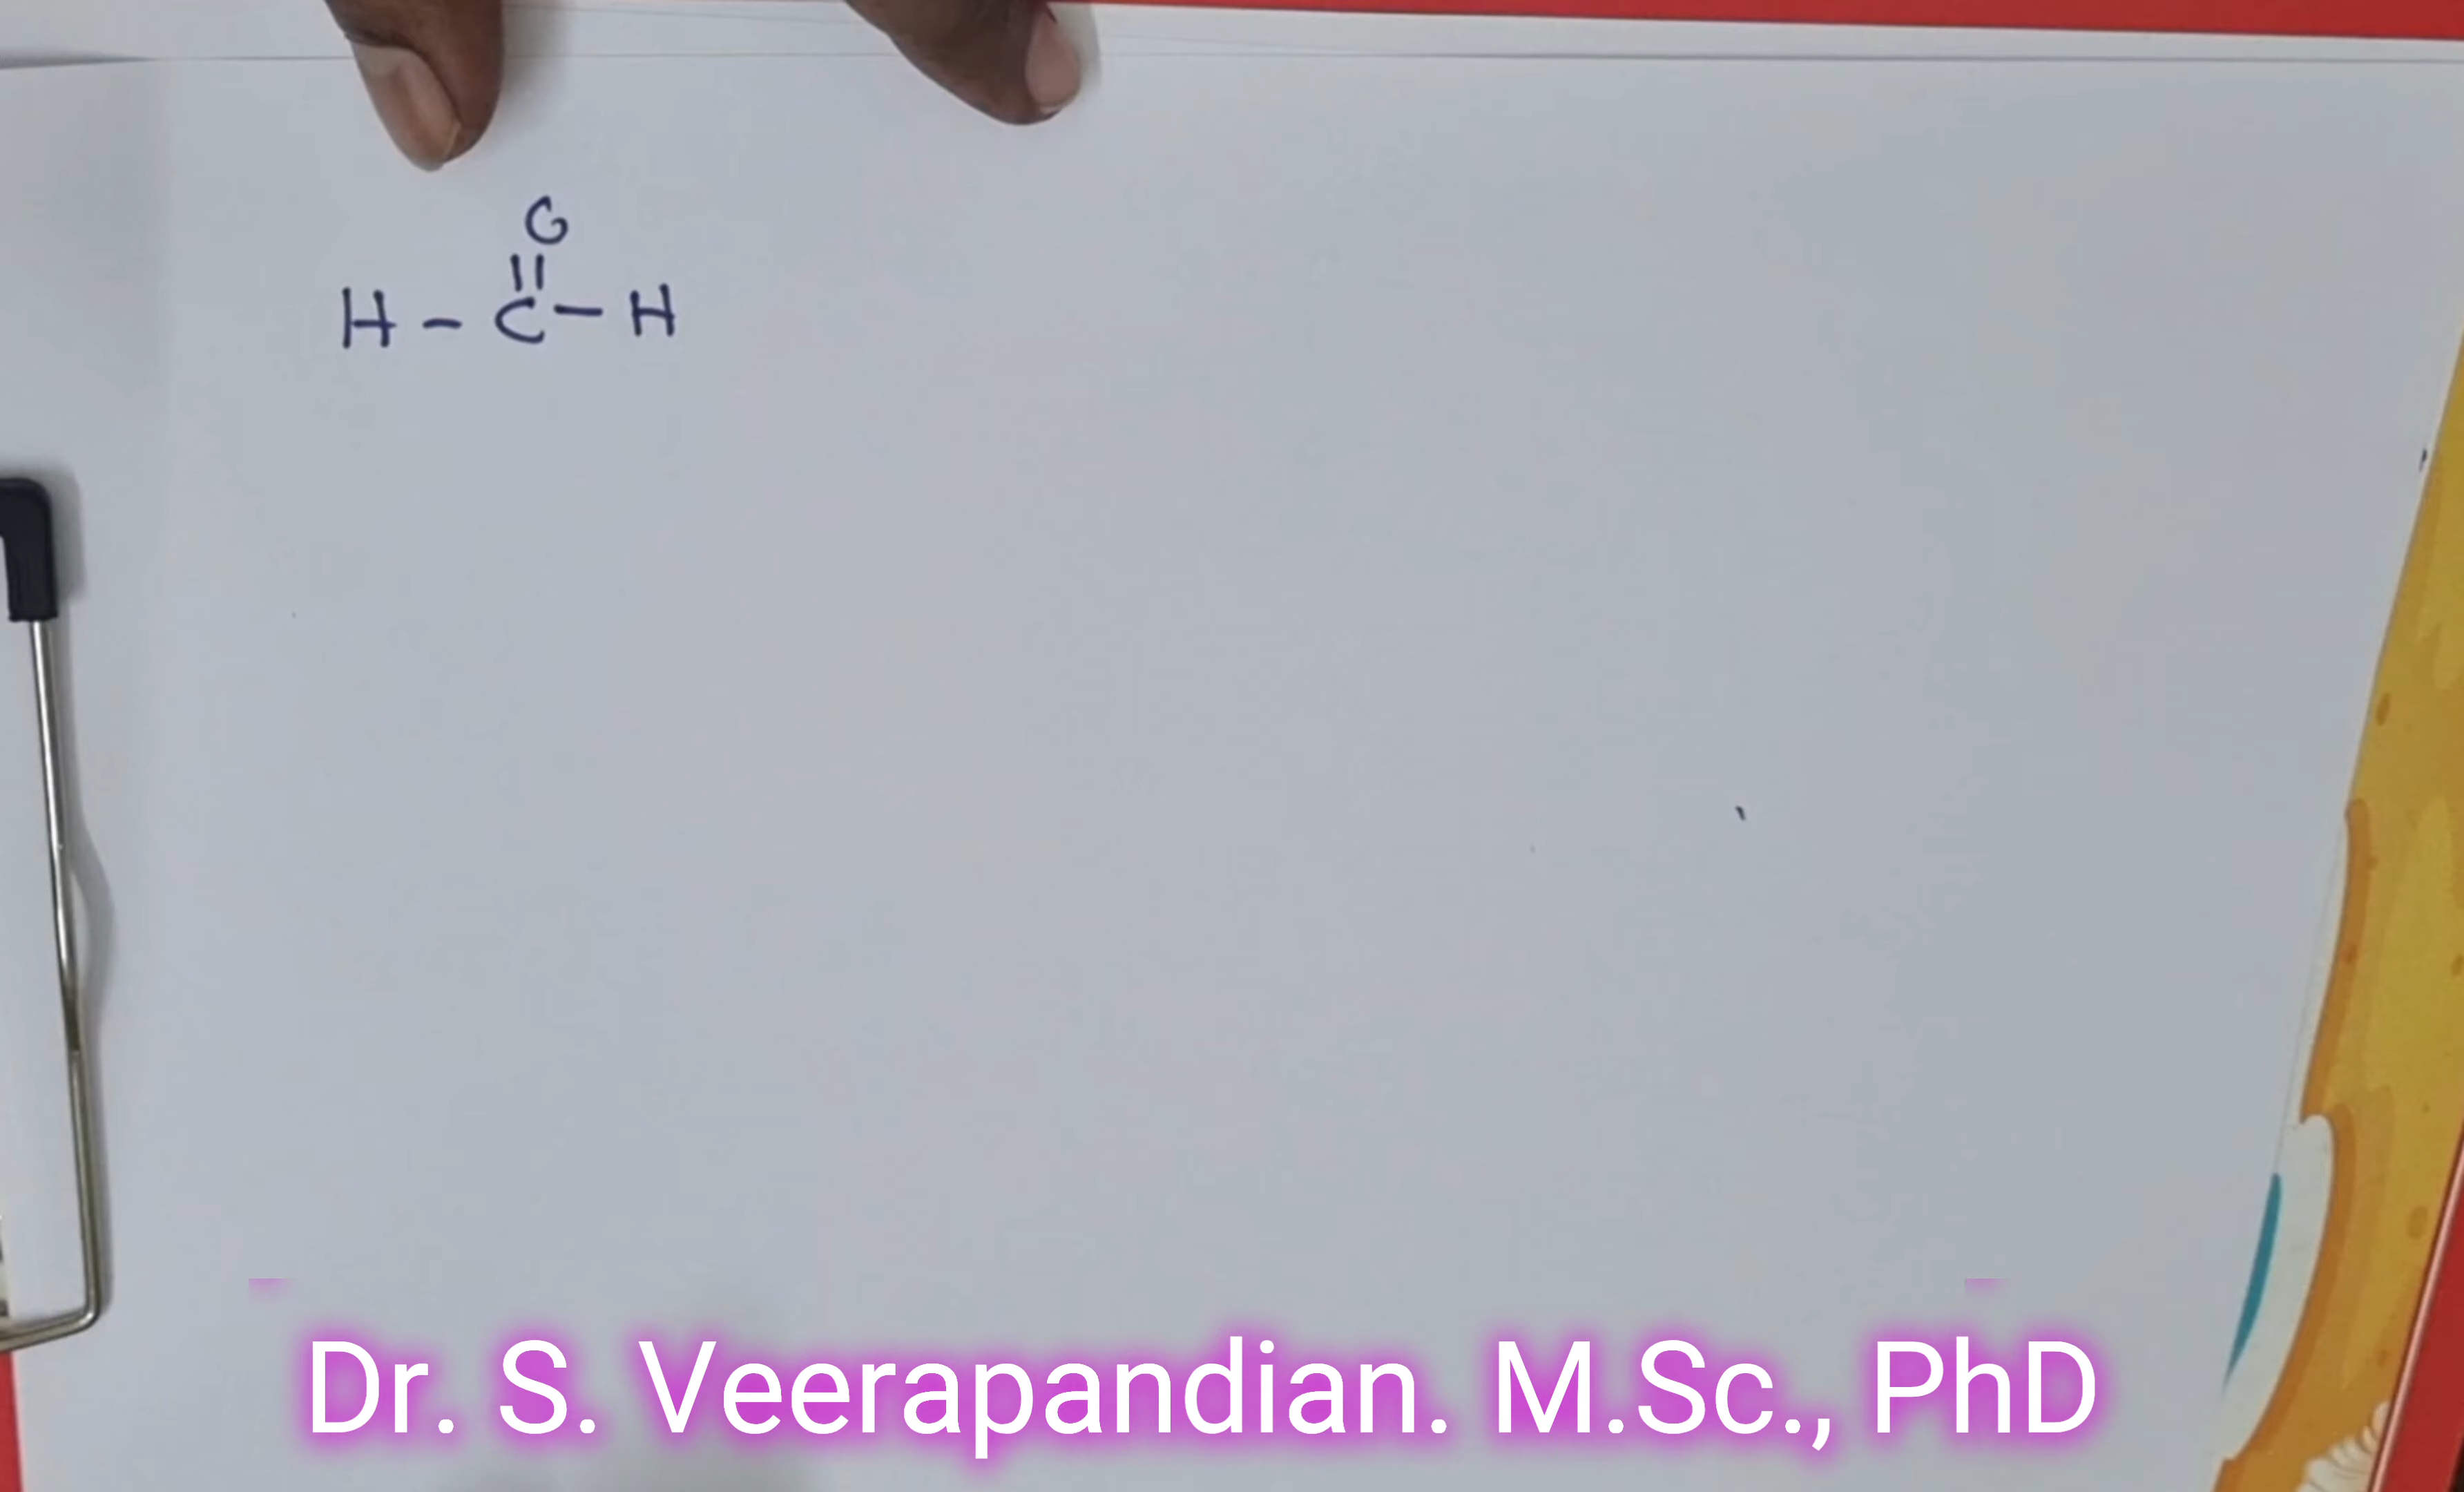 O
||
H - C - H
Dr. S. Veerapandian. M.Sc., PhD